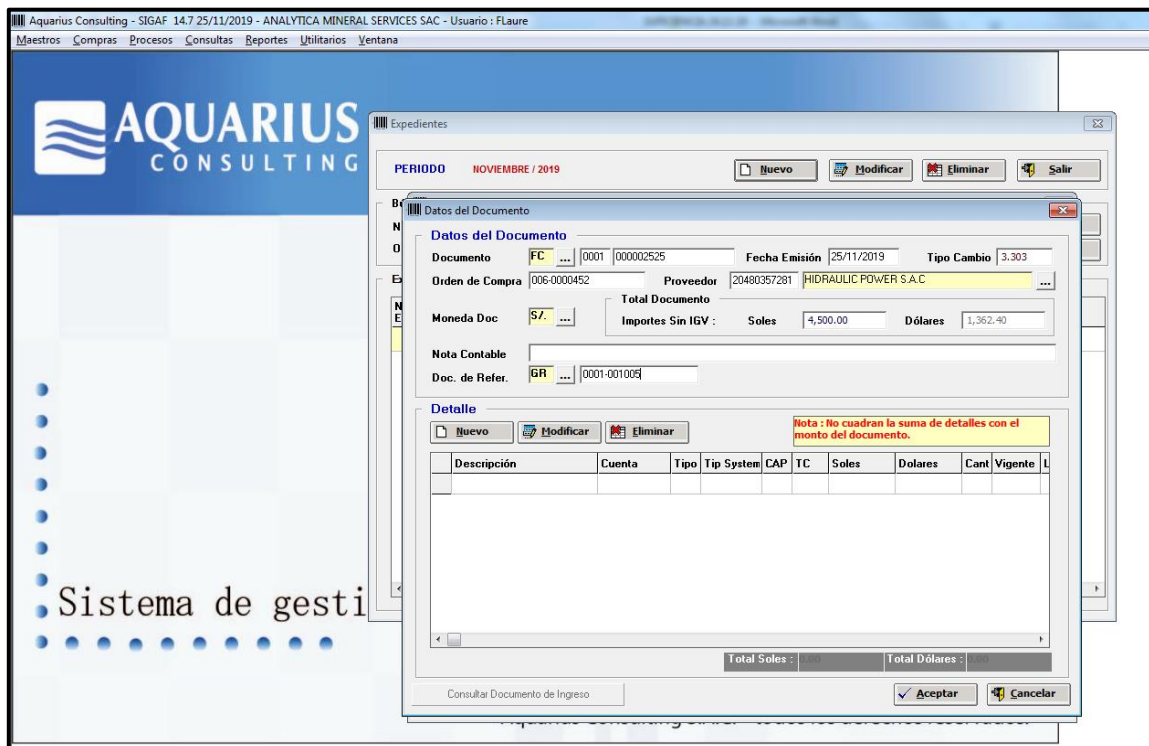 Aquarius Consulting - SIGAF 14.7 25/11/2019 - ANALYTICA MINERAL SERVICES SAC - Usuario : FLaure
Maestros Compras Procesos Consultas Reportes Utilitarios Ventana
AQUARIUS
CONSULTING
Expedientes
PERIODO NOVIEMBRE / 2019 Nuevo Modificar Eliminar Salir
Datos del Documento
Datos del Documento
Documento FC ... 0001 000002525 Fecha Emisión 25/11/2019 Tipo Cambio 3.303
Orden de Compra 006-0000452 Proveedor 20480357281 HIDRAULIC POWER S.A.C ...
Total Documento
Moneda Doc S/. ... Importes Sin IGV : Soles 4,500.00 Dólares 1,362.40
Nota Contable
Doc. de Refer. GR ... 0001-001005
Detalle
Nuevo Modificar Eliminar
Nota : No cuadran la suma de detalles con el
monto del documento.
Descripción Cuenta Tipo Tip System CAP TC Soles Dolares Cant Vigente L
Sistema de gesti
Total Soles : 0.00 Total Dólares : 0.00
Consultar Documento de Ingreso Aceptar Cancelar